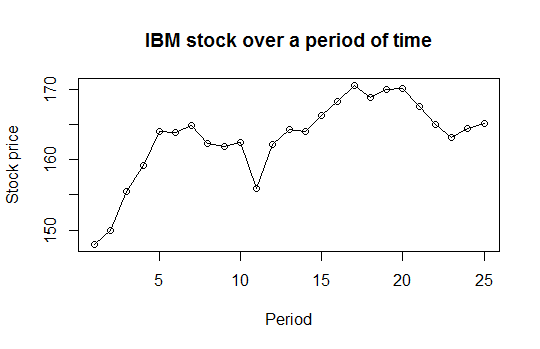 IBM stock over a period of time
Stock price
170
160
150
5 10 15 20 25
Period